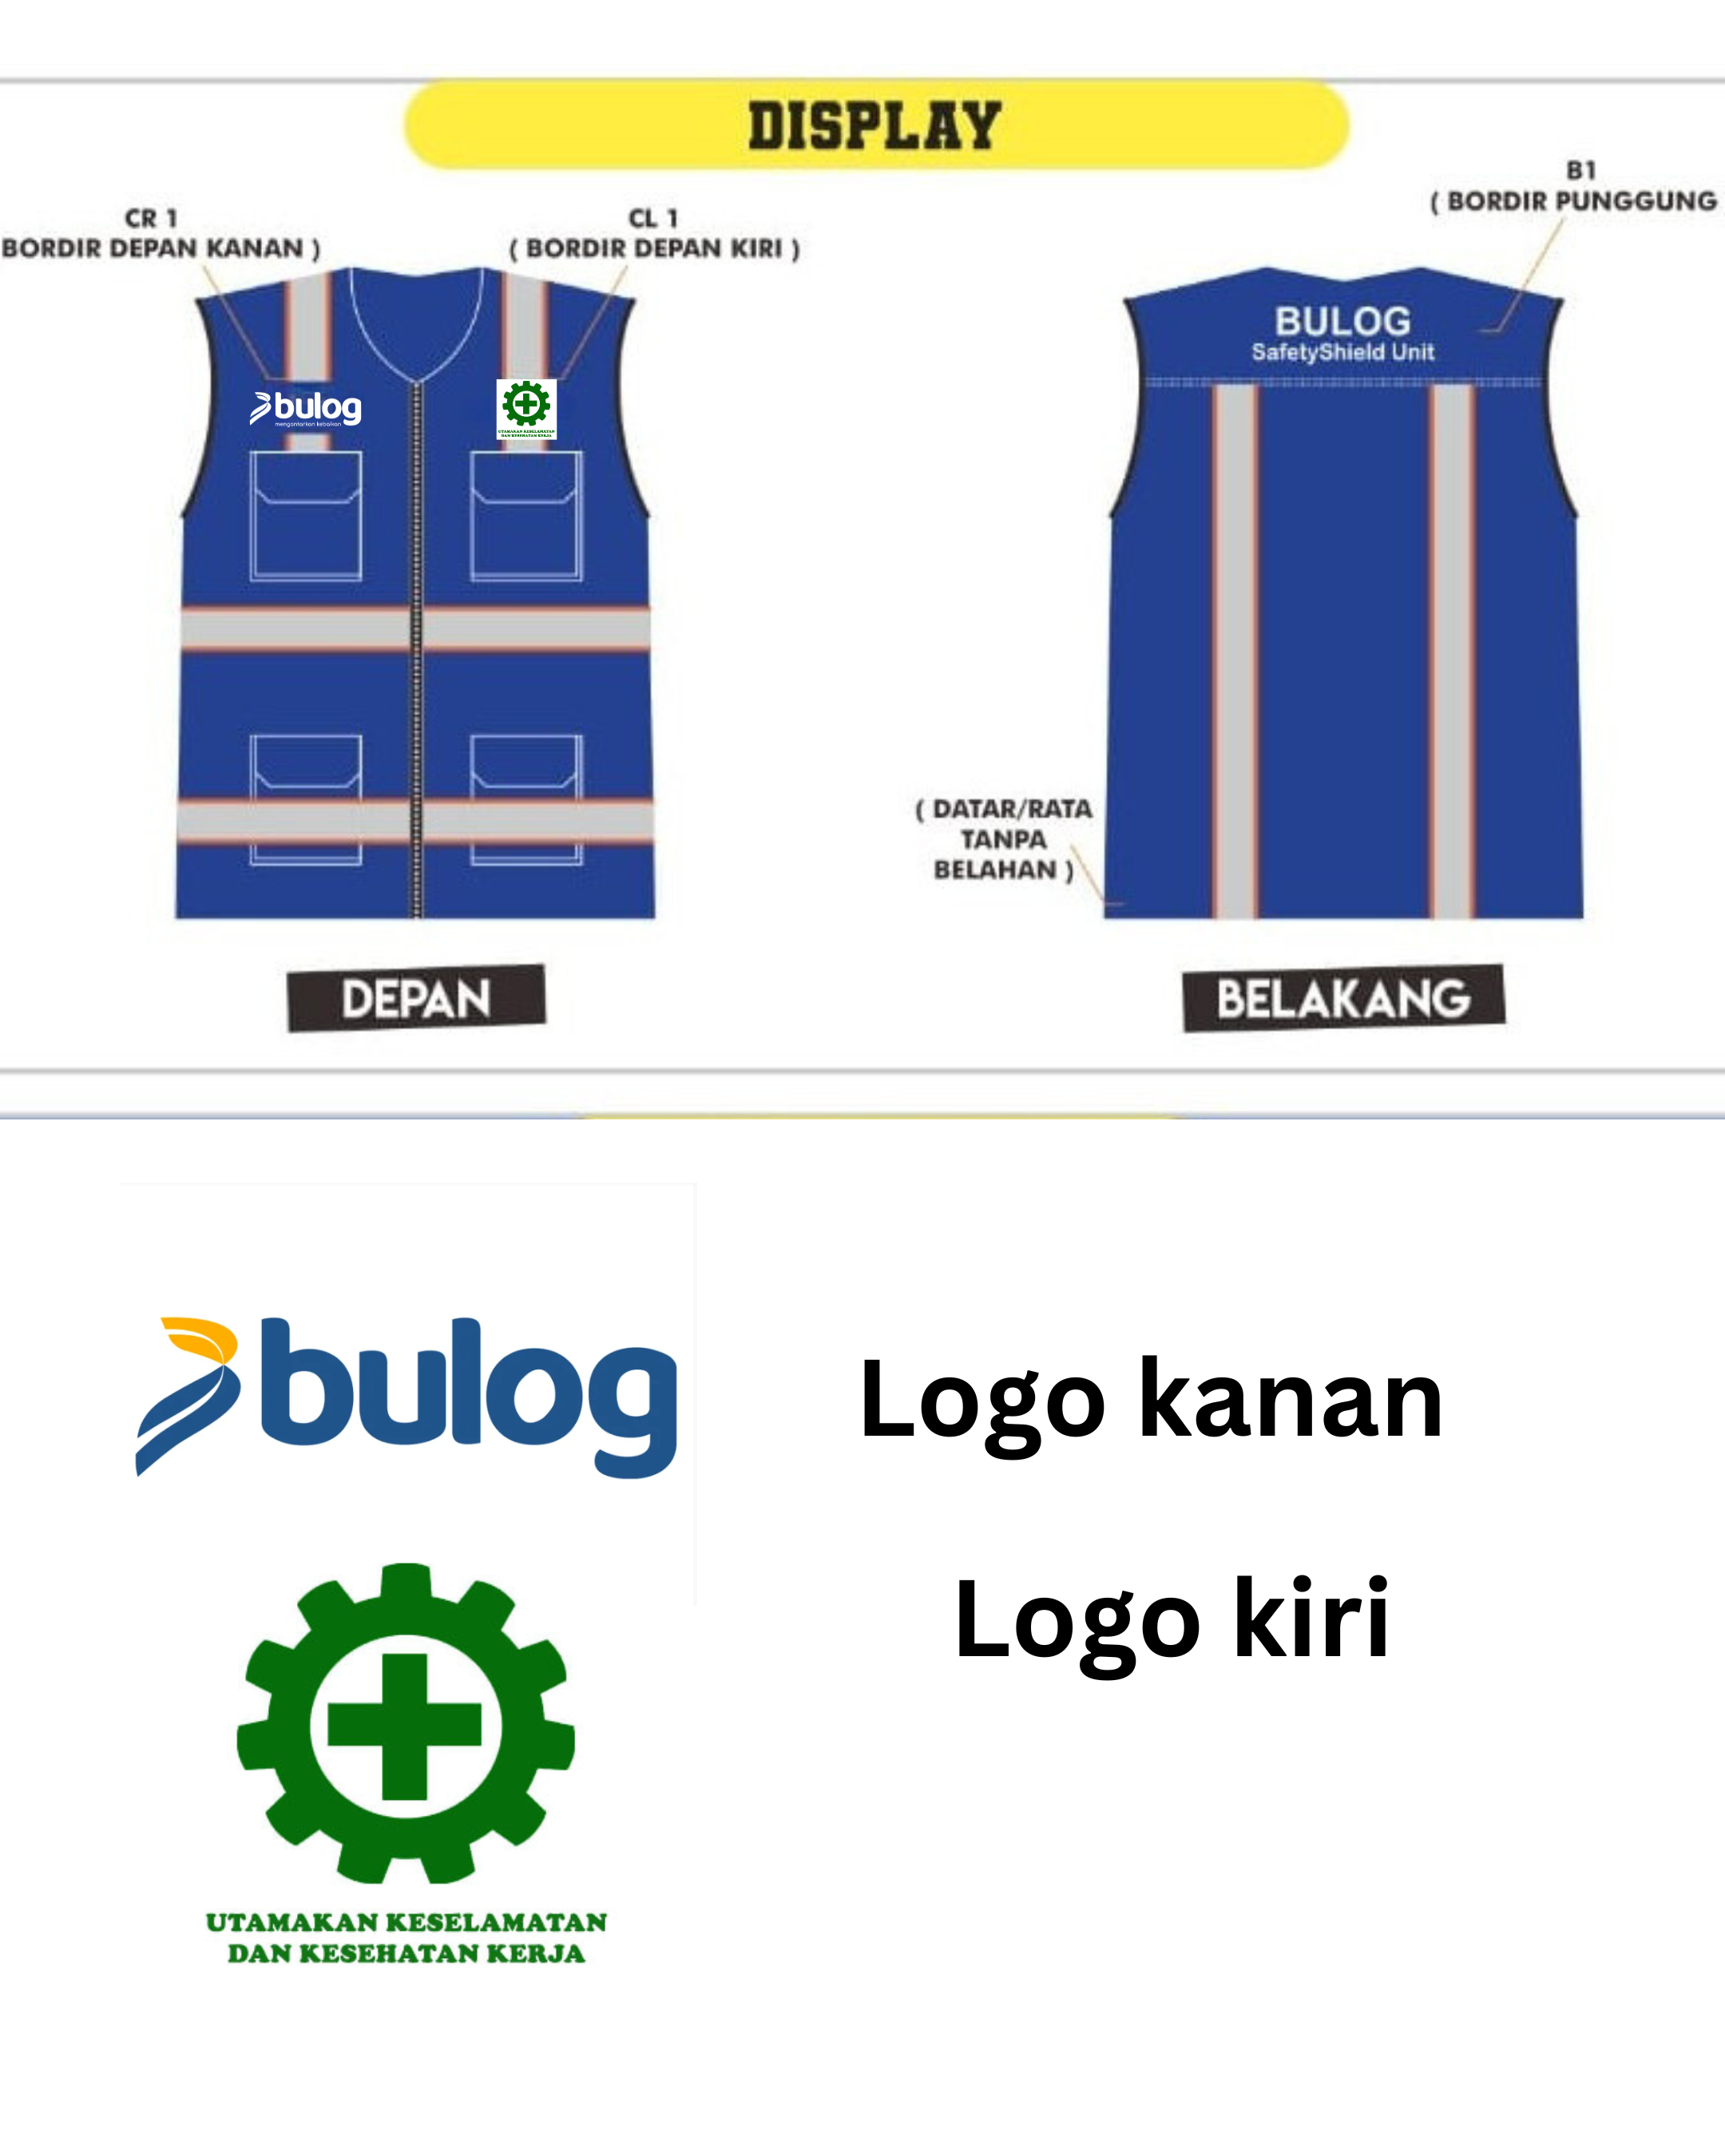 DISPLAY
B1
( BORDIR PUNGGUNG
CR 1
BORDIR DEPAN KANAN )
CL 1
( BORDIR DEPAN KIRI )
bulog
mengantarkan kebaikan
UTAMAKAN KESELAMATAN
DAN KESEHATAN KERJA
BULOG
SafetyShield Unit
( DATAR/RATA
TANPA
BELAHAN )
DEPAN
BELAKANG
bulog
Logo kanan
Logo kiri
UTAMAKAN KESELAMATAN
DAN KESEHATAN KERJA